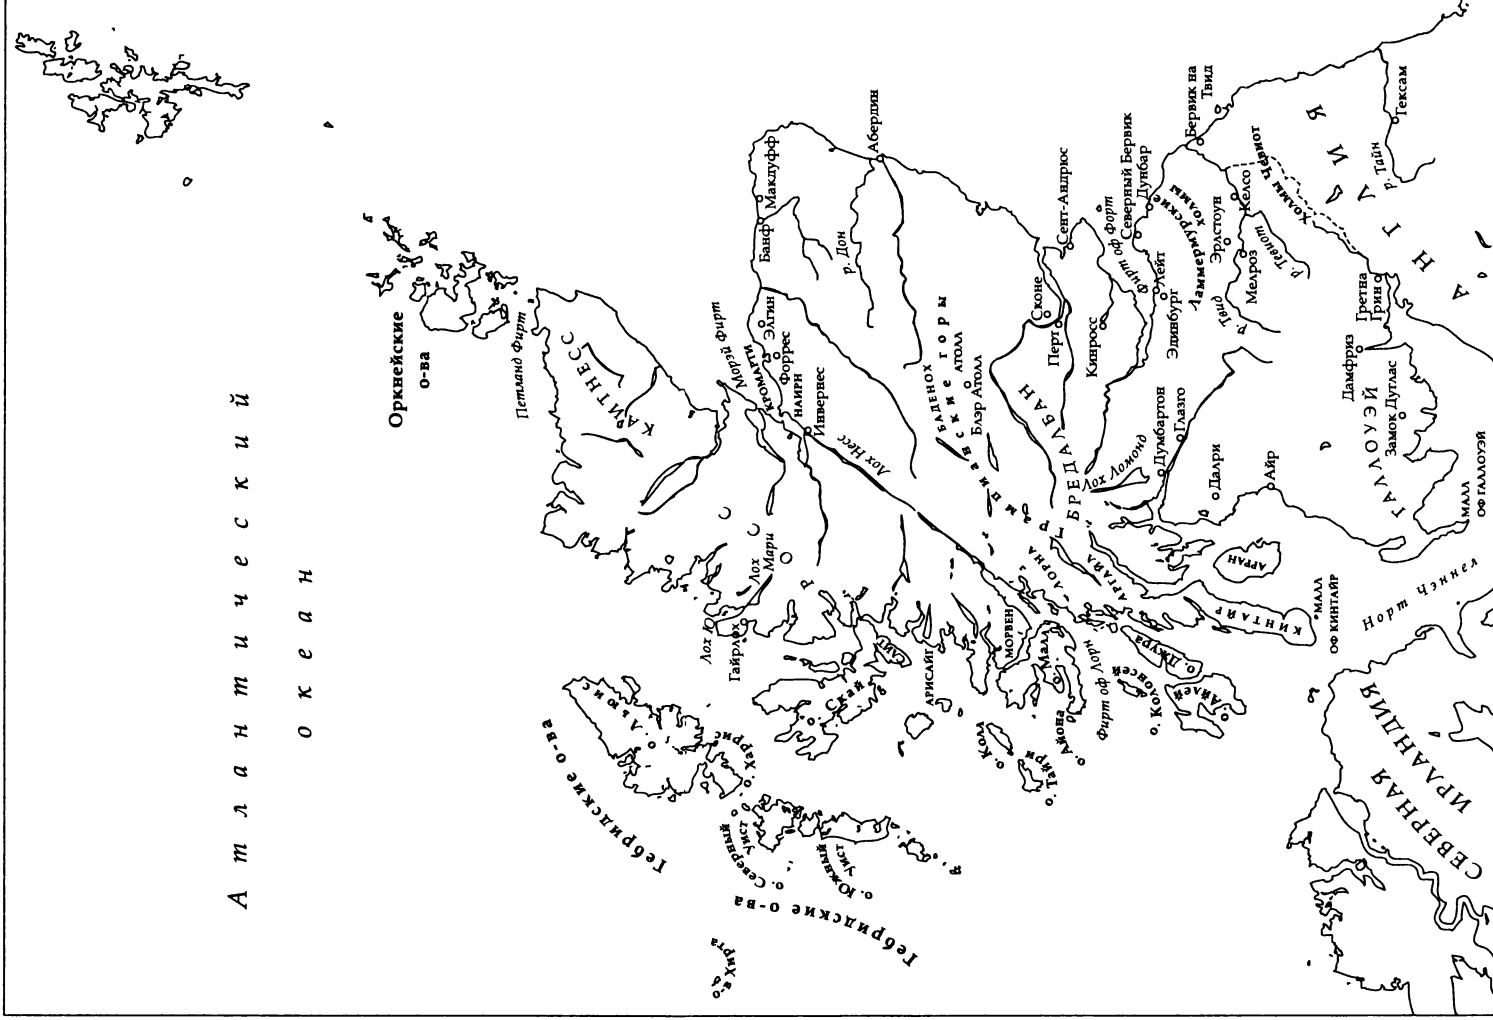 Атлантический
океан
Оркнейские
о-ва
Петланд Фирт
КАЙТНЕСС
Морэй Фирт
КРОМАРТИ
Элгин
Форрес
НАИРН
Инвернес
Банф
Макдуфф
Абердин
р. Дон
Лох Несс
Лох Ю
Гайрлох
Лох
Мари
Гебридские о-ва
о. Льюис
о. Харрис
о. Северный
Уист
о. Южный
Уист
Гебридские о-ва
о-в Хирта
о. Скай
СЛИТ
АРИСАЙГ
БАДЕНОХ
Грампианские горы
АТОЛЛ
Блэр Атолл
БРЕДАЛБАН
Сконе
Перт
Кинросс
Сент-Андрюс
Фирт оф Форт
Северный Бервик
Дунбар
Бервик на
Твид
Лейт
Эдинбург
Ламмермурские
холмы
Эрлстоун
Келсо
Мелроз
р. Твид
р. Тевиот
Холмы Чевиот
р. Тайн
Гексам
АНГЛИЯ
МОРВЕН
о. Малл
ЛОРНА
АРГАЙЛ
Лох Ломонд
Думбартон
Глазго
Далри
Айр
АРРАН
КИНТАЙР
МАЛЛ
ОФ КИНТАЙР
о. Колл
о. Тайри
о. Айона
Фирт оф Лорн
о. Колонсей
о. Джура
о. Айлей
Дамфриз
Гретна
Грин
Замок Дуглас
ГАЛЛОУЭЙ
МАЛЛ
ОФ ГАЛЛОУЭЙ
Норт Чэннел
СЕВЕРНАЯ
ИРЛАНДИЯ